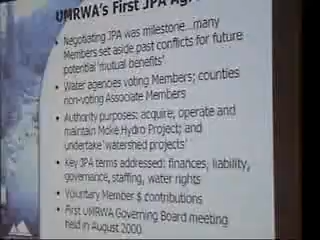 UMRWA's First JPA Ag
• Negotiating JPA was milestone...many
Members set aside past conflicts for future
potential 'mutual benefits'
• Water agencies voting Members; counties
non-voting Associate Members
• Authority purposes: acquire, operate and
maintain Moke Hydro Project; and
undertake 'watershed projects'
• Key JPA terms addressed: finances, liability,
governance, staffing, water rights
• Voluntary Member $ contributions
• First UMRWA Governing Board meeting
held in August 2000